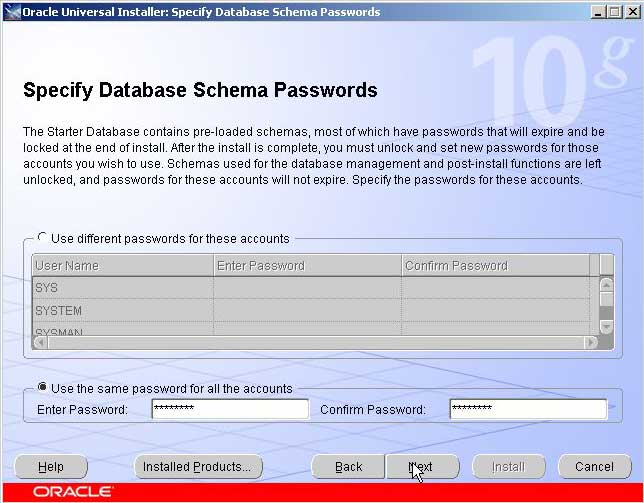 Oracle Universal Installer: Specify Database Schema Passwords
10g
Specify Database Schema Passwords
The Starter Database contains pre-loaded schemas, most of which have passwords that will expire and be
locked at the end of install. After the install is complete, you must unlock and set new passwords for those
accounts you wish to use. Schemas used for the database management and post-install functions are left
unlocked, and passwords for these accounts will not expire. Specify the passwords for these accounts.
Use different passwords for these accounts
User Name Enter Password Confirm Password
SYS
SYSTEM
SYSMAN
Use the same password for all the accounts
Enter Password: ******** Confirm Password: ********
Help Installed Products... Back Next Install Cancel
ORACLE